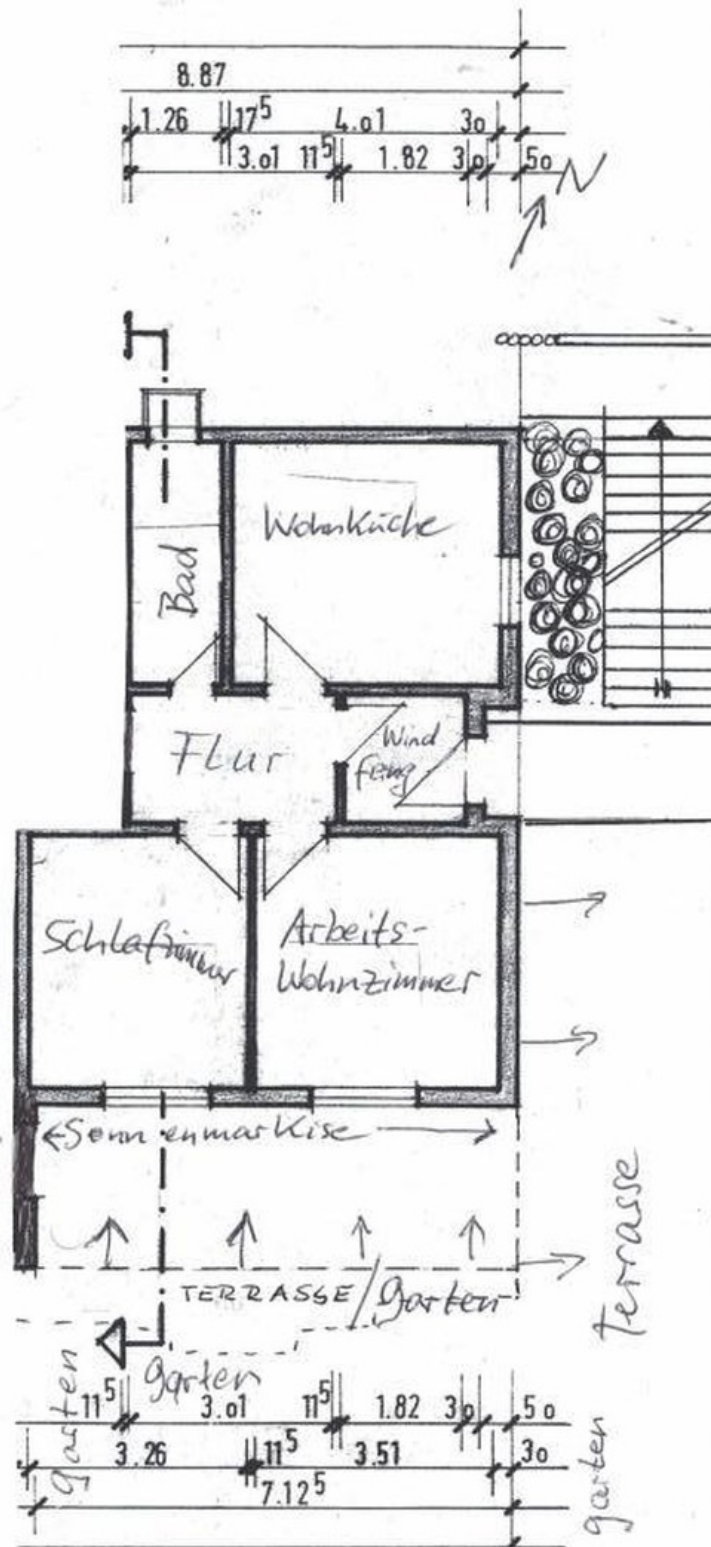 8.87
1.26 17⁵ 4.01 30
3.01 11⁵ 1.82 30 50
N
Wohnküche
Bad
Flur
Wind
fang
Schlafzimmer
Arbeits-
Wohnzimmer
←Sonnenmarkise→
TERRASSE/garten
Terrasse
garten
garten
garten
11⁵ 3.01 11⁵ 1.82 30 50
3.26 11⁵ 3.51 30
7.12⁵